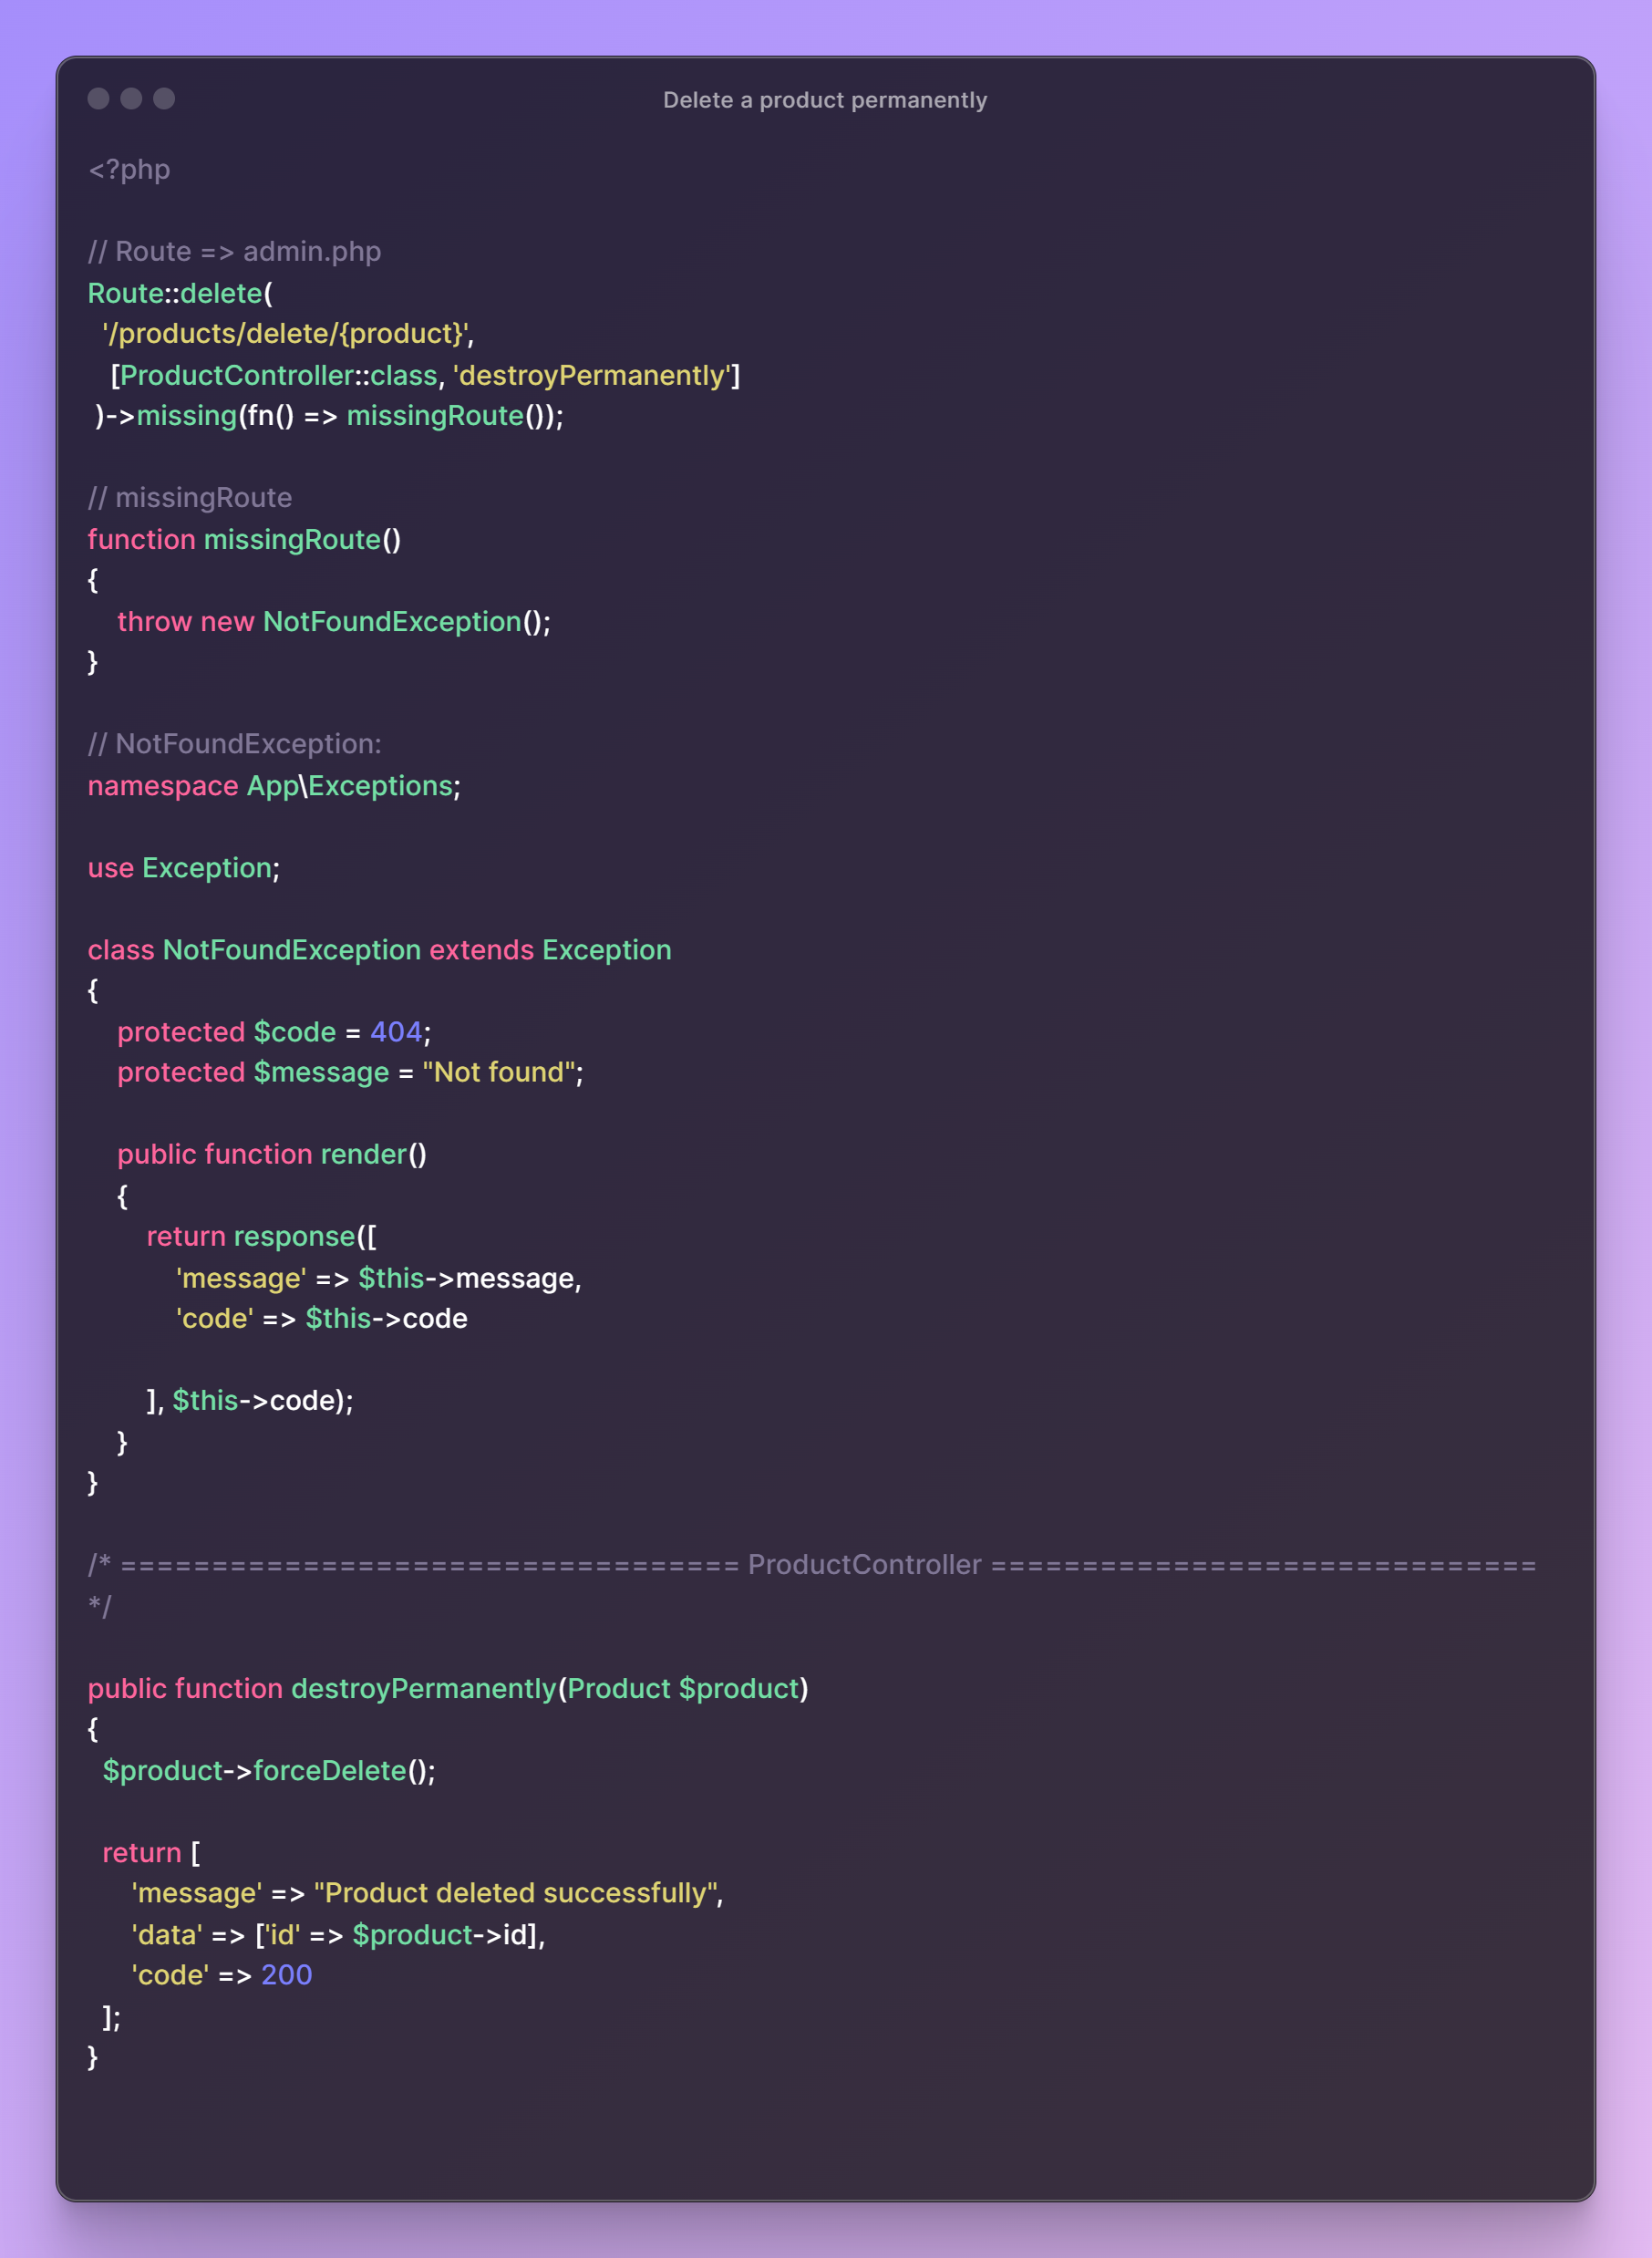 Delete a product permanently
<?php
// Route => admin.php
Route::delete(
  '/products/delete/{product}',
   [ProductController::class, 'destroyPermanently']
 )->missing(fn() => missingRoute());
// missingRoute
function missingRoute()
{
    throw new NotFoundException();
}
// NotFoundException:
namespace App\Exceptions;
use Exception;
class NotFoundException extends Exception
{
    protected $code = 404;
    protected $message = "Not found";
    public function render()
    {
        return response([
            'message' => $this->message,
            'code' => $this->code
        ], $this->code);
    }
}
/* ================================== ProductController ==============================
*/
public function destroyPermanently(Product $product)
{
  $product->forceDelete();
  return [
      'message' => "Product deleted successfully",
      'data' => ['id' => $product->id],
      'code' => 200
  ];
}